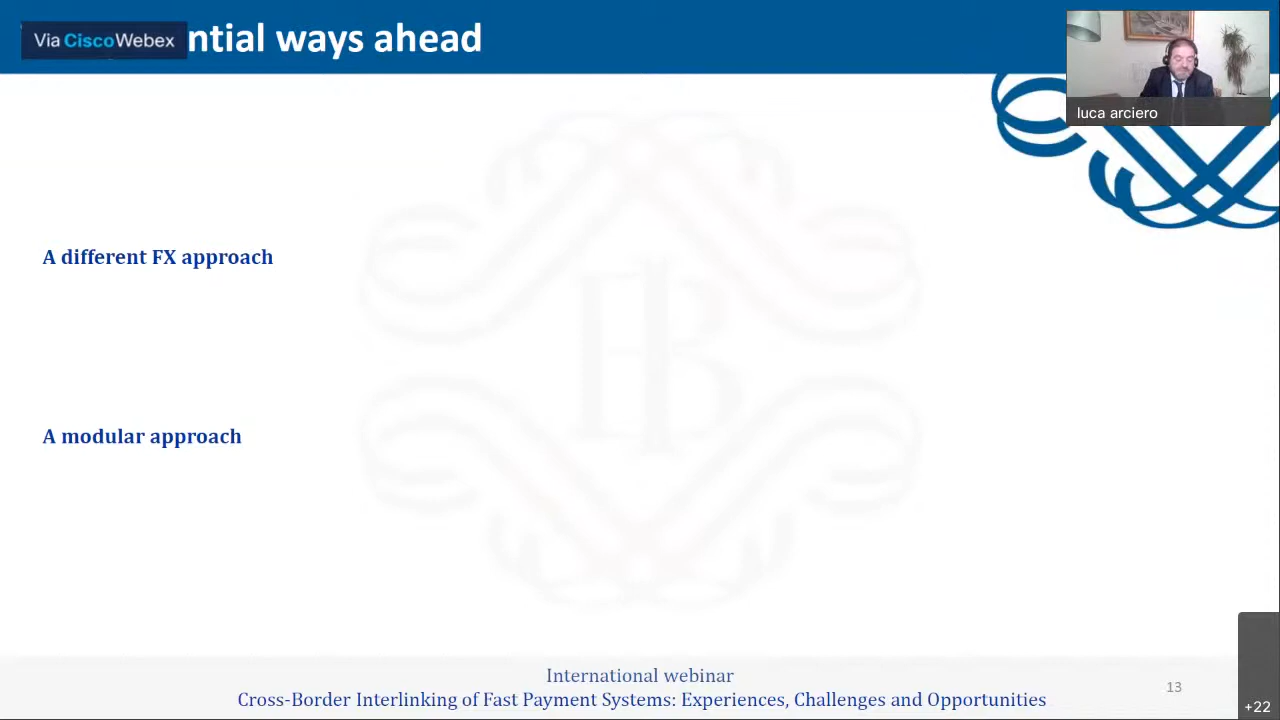 Via CiscoWebex
ntial ways ahead
luca arciero
A different FX approach
A modular approach
International webinar
Cross-Border Interlinking of Fast Payment Systems: Experiences, Challenges and Opportunities
13
+22